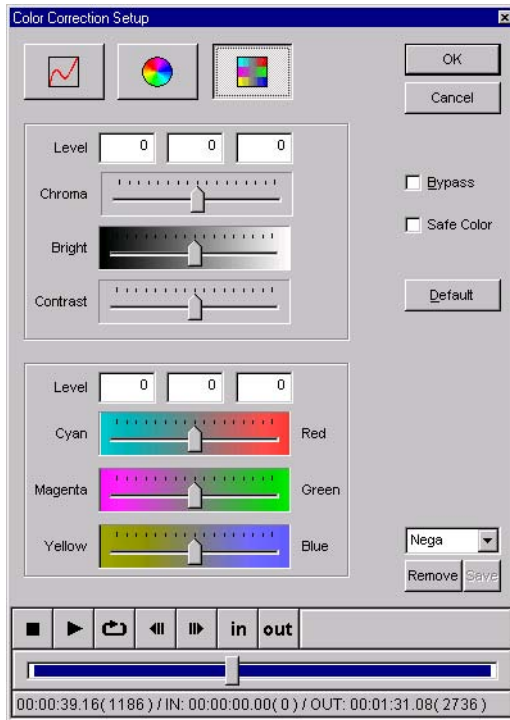 Color Correction Setup
OK
Cancel
Level 0 0 0
Chroma
Bypass
Safe Color
Bright
Contrast
Default
Level 0 0 0
Cyan Red
Magenta Green
Yellow Blue
Nega
Remove Save
in out
00:00:39.16( 1186 ) / IN: 00:00:00.00( 0 ) / OUT: 00:01:31.08( 2736 )